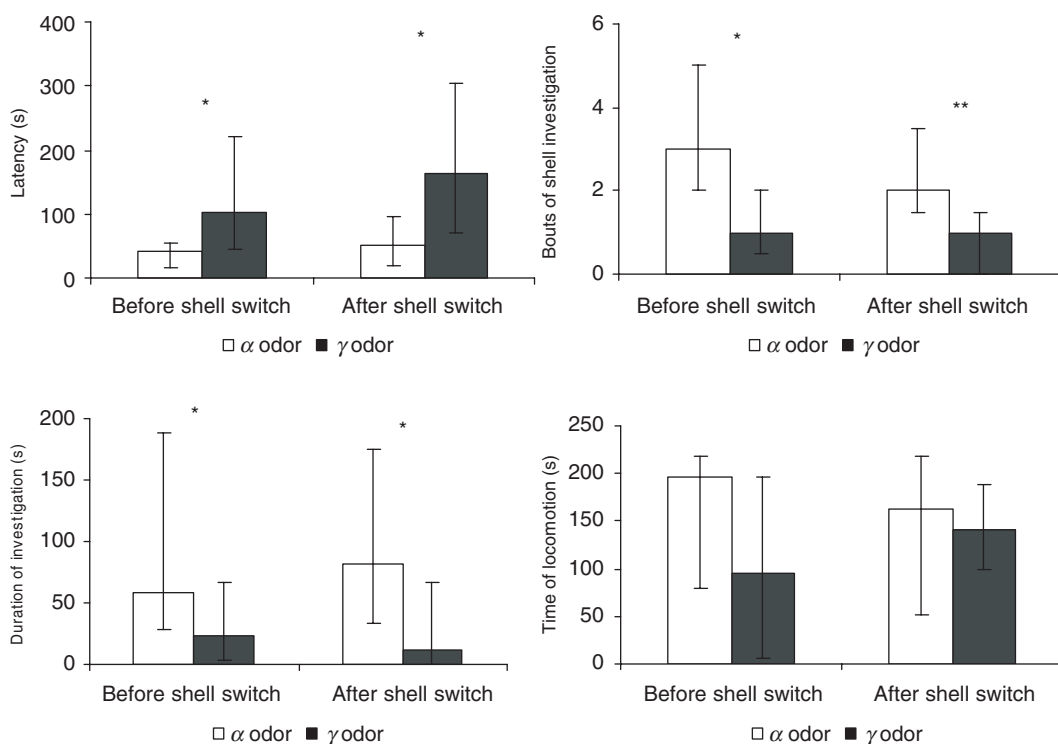 Latency (s)
400
300
200
100
0
*
*
Before shell switch After shell switch
α odor γ odor
Bouts of shell investigation
6
4
2
0
*
**
Before shell switch After shell switch
α odor γ odor
Duration of investigation (s)
200
150
100
50
0
*
*
Before shell switch After shell switch
α odor γ odor
Time of locomotion (s)
250
200
150
100
50
0
Before shell switch After shell switch
α odor γ odor